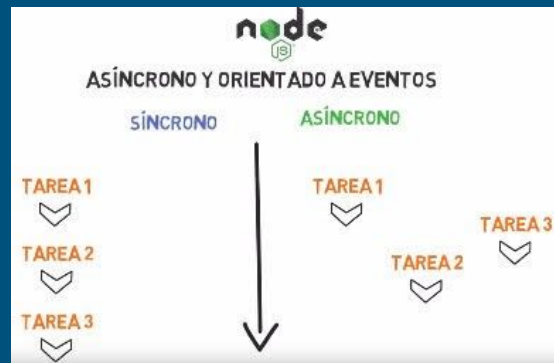 node
JS
ASÍNCRONO Y ORIENTADO A EVENTOS
SÍNCRONO
ASÍNCRONO
TAREA 1
TAREA 2
TAREA 3
TAREA 1
TAREA 3
TAREA 2